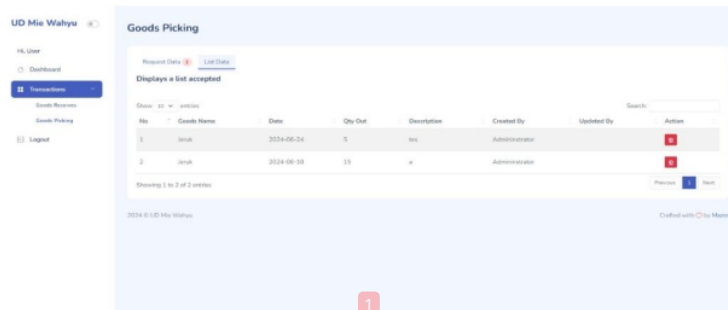 UD Mie Wahyu
Hi, User
Dashboard
Transactions
Goods Receives
Goods Picking
Logout
Goods Picking
Request Data
List Data
Displays a list accepted
Show 10 entries
Search:
No Goods Name Date Qty Out Description Created By Updated By Action
1 Jeruk 2024-06-24 5 tes Administrator
2 Jeruk 15 a Administrator
Showing 1 to 2 of 2 entries
Previous 1 Next
2024 © UD Mie Wahyu
Crafted with by
1